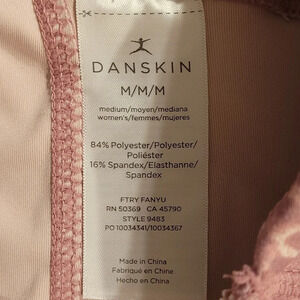 DANSKIN
M/M/M
medium/moyen/mediana
women's/femmes/mujeres
84% Polyester/Polyester/
Poliéster
16% Spandex/Elasthanne/
Spandex
FTRY FANYU
RN 50369 CA 45790
STYLE 9483
PO 10034341/10034367
Made in China
Fabriqué en Chine
Hecho en China